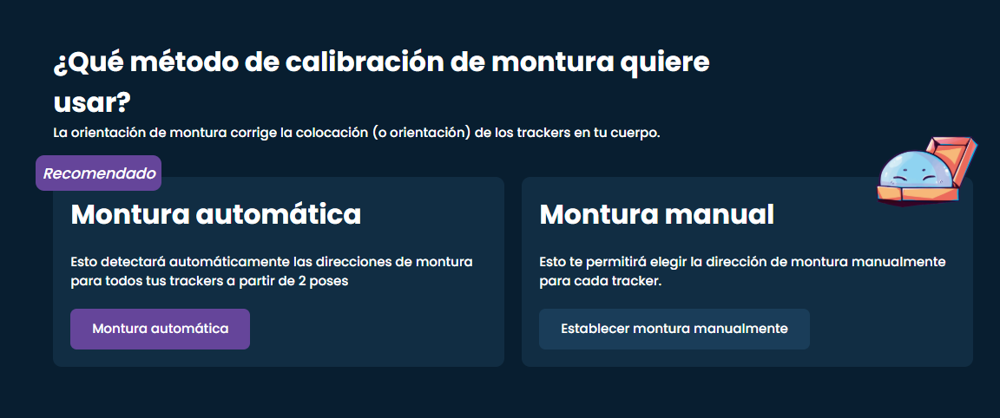 ¿Qué método de calibración de montura quiere
usar?
La orientación de montura corrige la colocación (o orientación) de los trackers en tu cuerpo.
Recomendado
Montura automática
Esto detectará automáticamente las direcciones de montura
para todos tus trackers a partir de 2 poses
Montura automática
Montura manual
Esto te permitirá elegir la dirección de montura manualmente
para cada tracker.
Establecer montura manualmente